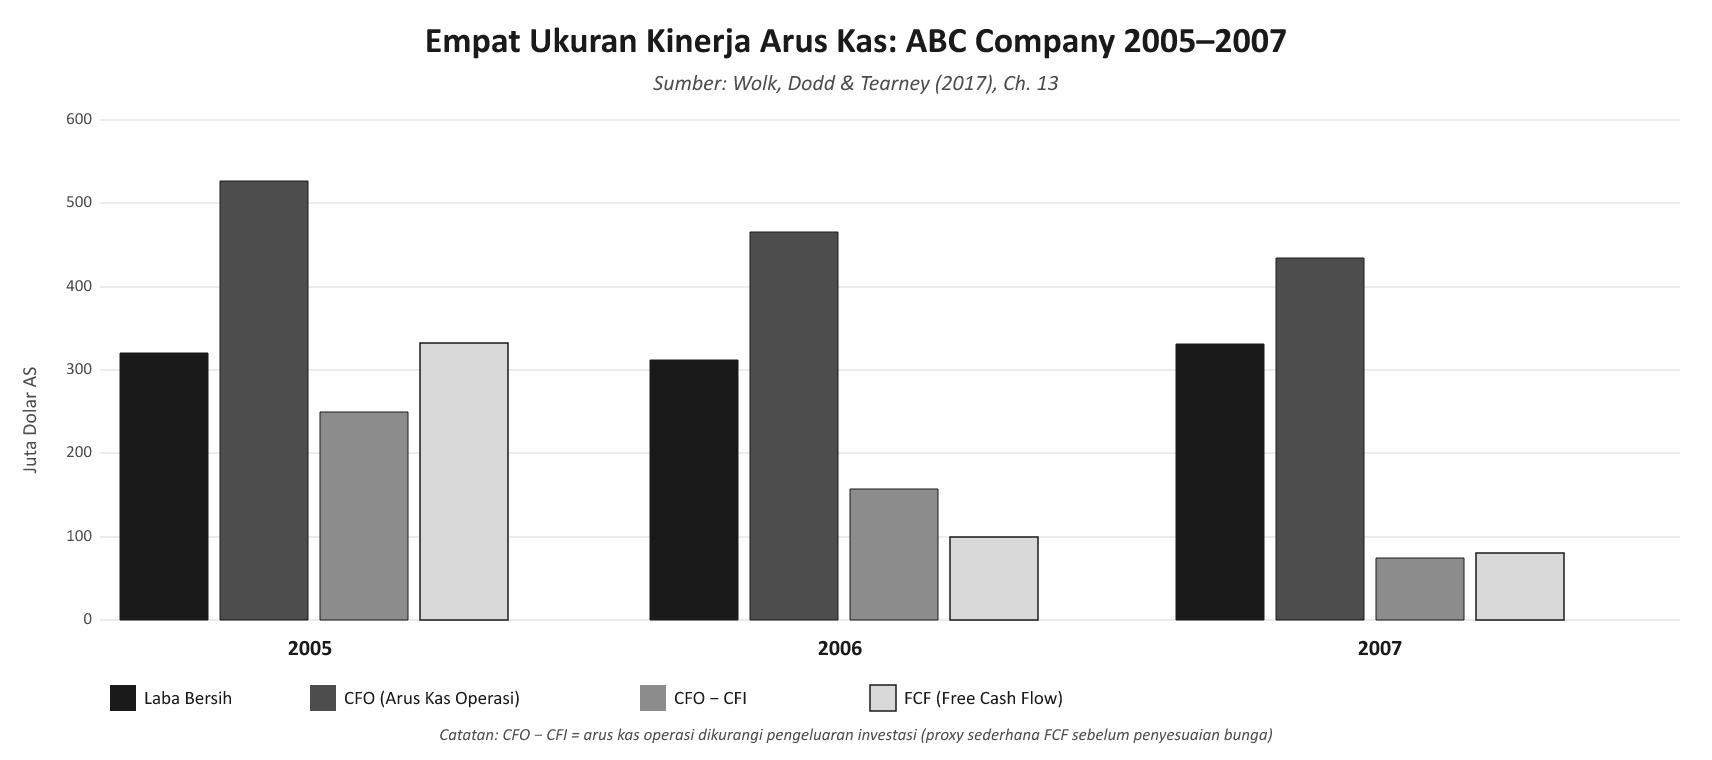 Empat Ukuran Kinerja Arus Kas: ABC Company 2005–2007
Sumber: Wolk, Dodd & Tearney (2017), Ch. 13
Juta Dolar AS
600
500
400
300
200
100
0
2005 2006 2007
Laba Bersih CFO (Arus Kas Operasi) CFO − CFI FCF (Free Cash Flow)
Catatan: CFO − CFI = arus kas operasi dikurangi pengeluaran investasi (proxy sederhana FCF sebelum penyesuaian bunga)